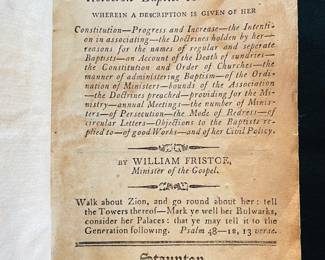 WHEREIN A DESCRIPTION IS GIVEN OF HER
Constitution—Progress and Increase—the Intenti-
on in associating—the Doctrines holden by her—
reasons for the names of regular and seperate
Baptists—an Account of the Death of sundries—
the Constitution and Order of Churches—the
manner of administering Baptism—of the Ordi-
nation of Ministers—bounds of the Association
—the Doctrines preached—providing for the Mi-
nistry—annual Meetings—the number of Minis-
ters—of Persecution—the Mode of Redress—of
circular Letters—Objections to the Baptists re-
plied to—of good Works—and of her Civil Policy.
BY WILLIAM FRISTOE,
Minister of the Gospel.
Walk about Zion, and go round about her: tell
the Towers thereof—Mark ye well her Bulwarks,
consider her Palaces: that ye may tell it to the
Generation following. Psalm 48—12, 13 verse.
Staunton